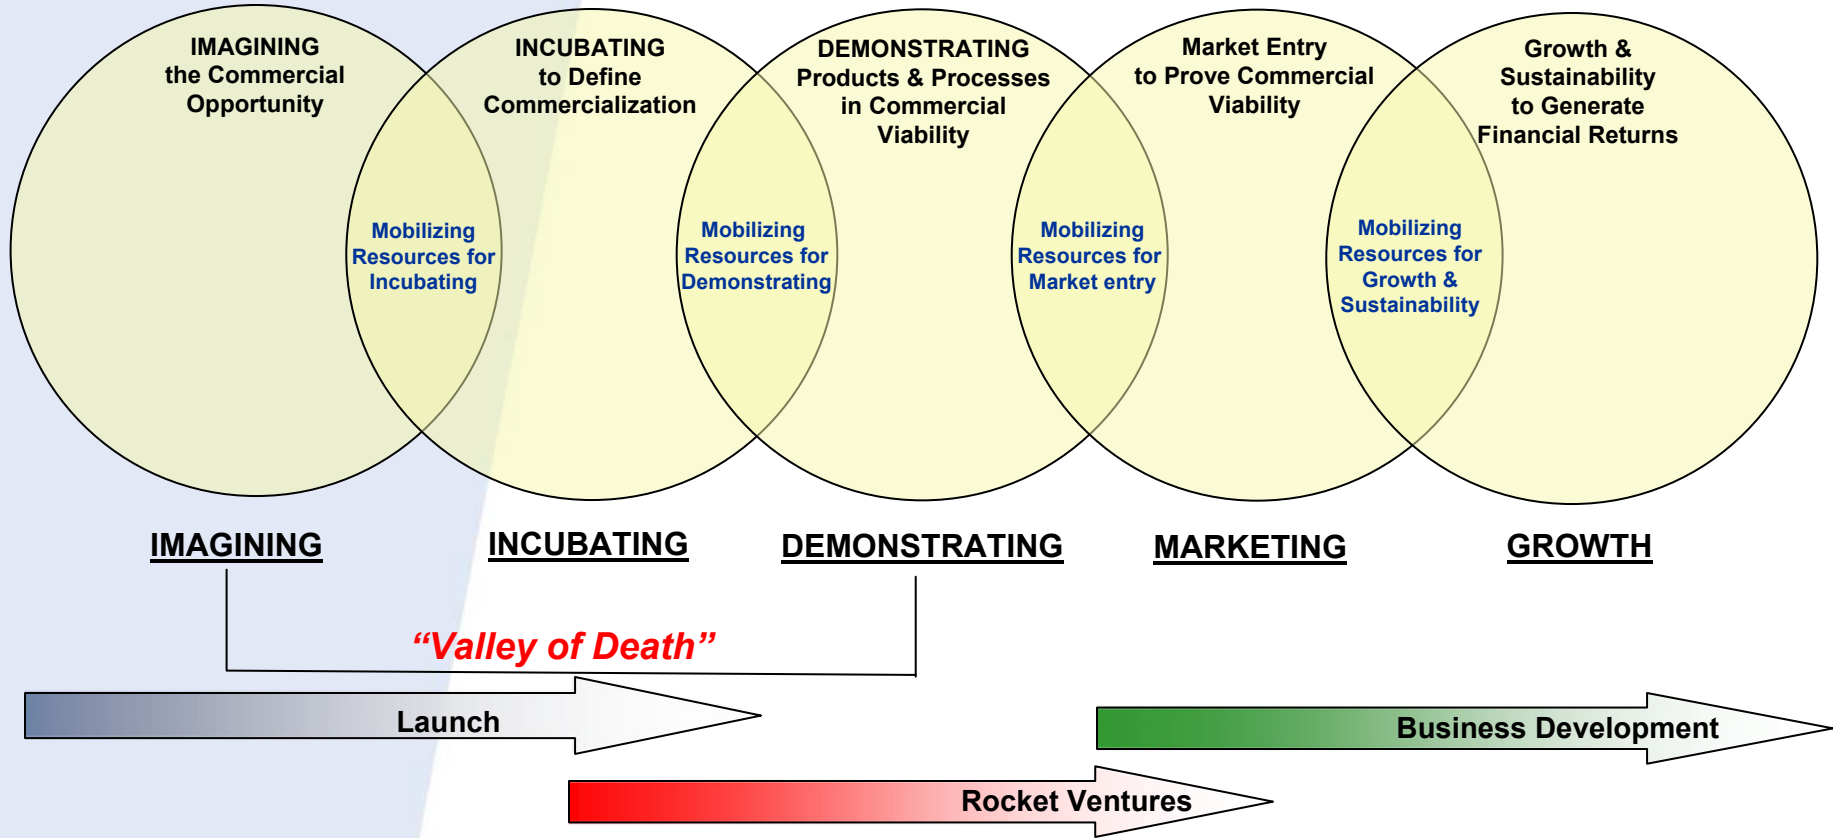 IMAGINING
the Commercial
Opportunity
INCUBATING
to Define
Commercialization
DEMONSTRATING
Products & Processes
in Commercial
Viability
Market Entry
to Prove Commercial
Viability
Growth &
Sustainability
to Generate
Financial Returns
Mobilizing
Resources for
Incubating
Mobilizing
Resources for
Demonstrating
Mobilizing
Resources for
Market entry
Mobilizing
Resources for
Growth &
Sustainability
IMAGINING
INCUBATING
DEMONSTRATING
MARKETING
GROWTH
“Valley of Death”
Launch
Business Development
Rocket Ventures